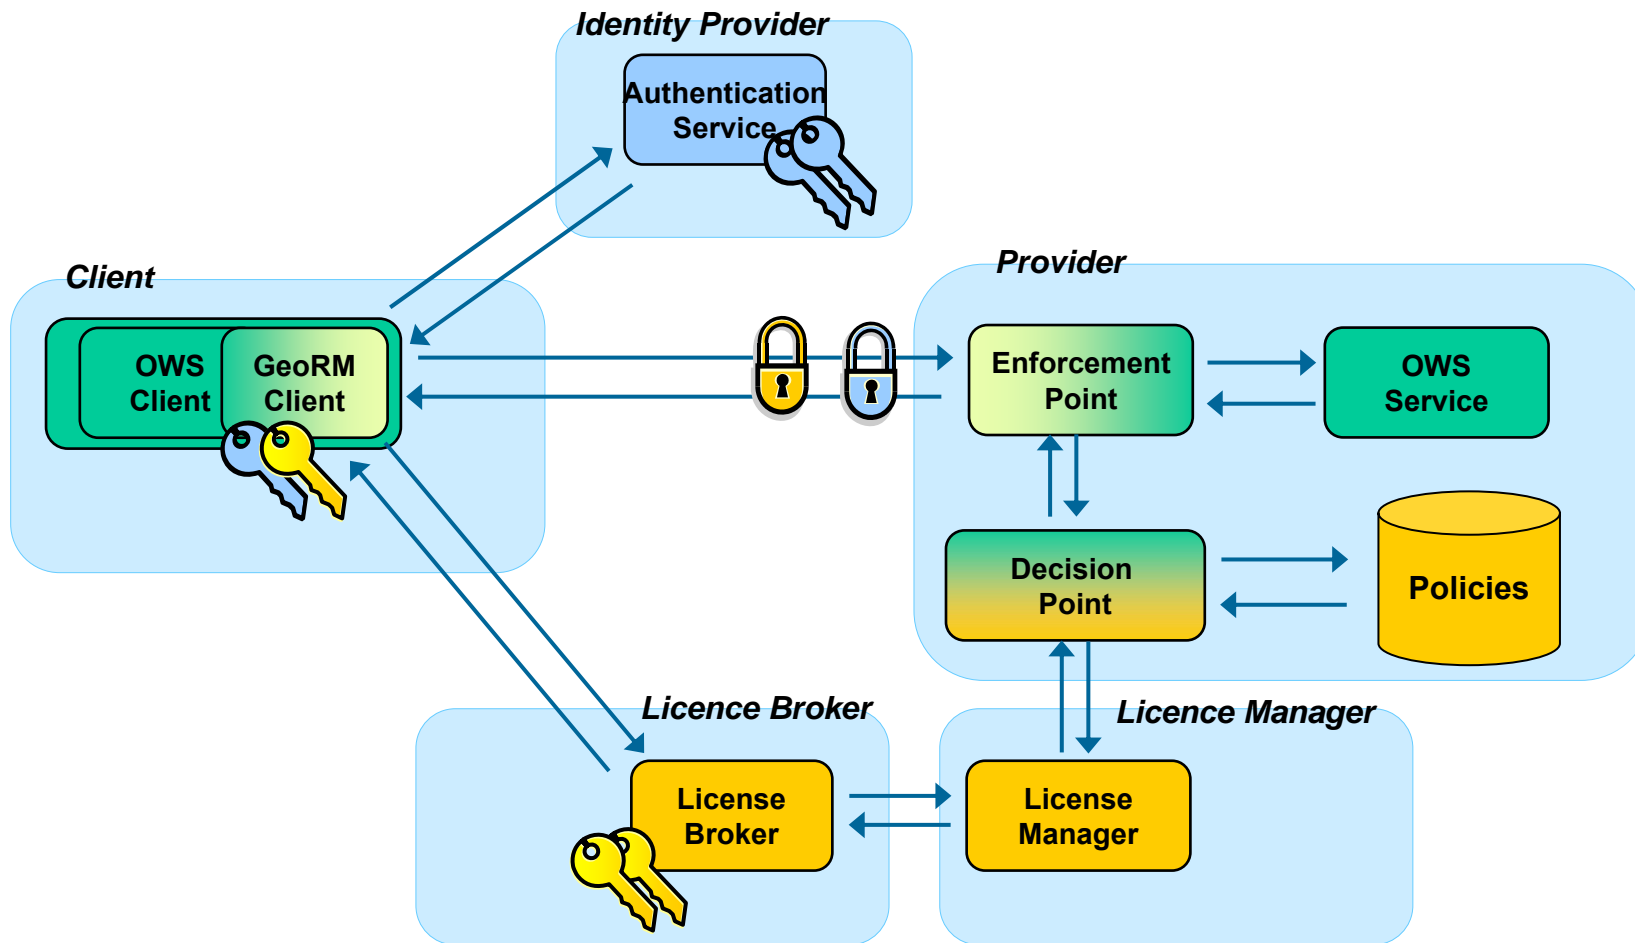 Identity Provider
Authentication
Service
Client
OWS
Client
GeoRM
Client
Provider
Enforcement
Point
OWS
Service
Decision
Point
Policies
Licence Broker
License
Broker
Licence Manager
License
Manager